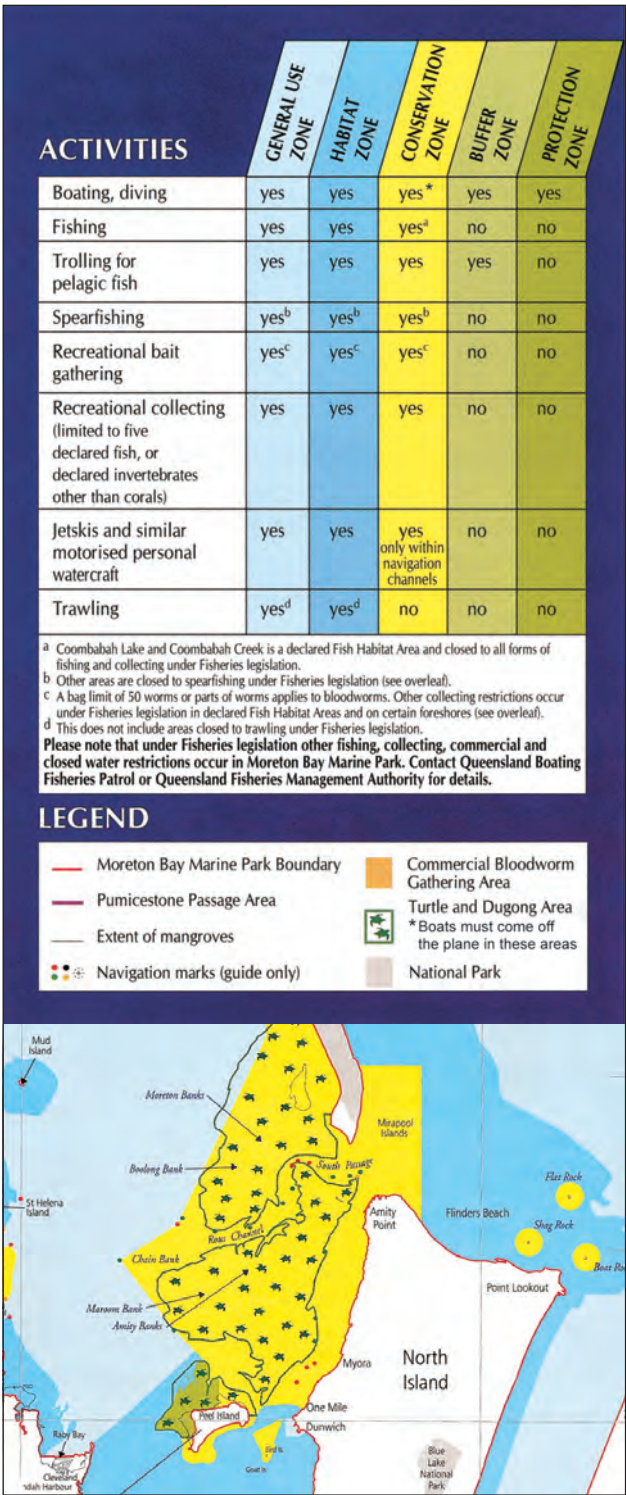 ACTIVITIES
GENERAL USE
ZONE
HABITAT
ZONE
CONSERVATION
ZONE
BUFFER
ZONE
PROTECTION
ZONE
Boating, diving yes yes yes* yes yes
Fishing yes yes yesᵃ no no
Trolling for yes yes yes yes no
pelagic fish
Spearfishing yesᵇ yesᵇ yesᵇ no no
Recreational bait yesᶜ yesᶜ yesᶜ no no
gathering
Recreational collecting yes yes yes no no
(limited to five
declared fish, or
declared invertebrates
other than corals)
Jetskis and similar yes yes yes no no
motorised personal only within
watercraft navigation
channels
Trawling yesᵈ yesᵈ no no no
a Coombabah Lake and Coombabah Creek is a declared Fish Habitat Area and closed to all forms of
fishing and collecting under Fisheries legislation.
b Other areas are closed to spearfishing under Fisheries legislation (see overleaf).
c A bag limit of 50 worms or parts of worms applies to bloodworms. Other collecting restrictions occur
under Fisheries legislation in declared Fish Habitat Areas and on certain foreshores (see overleaf).
d This does not include areas closed to trawling under Fisheries legislation.
Please note that under Fisheries legislation other fishing, collecting, commercial and
closed water restrictions occur in Moreton Bay Marine Park. Contact Queensland Boating
Fisheries Patrol or Queensland Fisheries Management Authority for details.
LEGEND
Moreton Bay Marine Park Boundary
Pumicestone Passage Area
Extent of mangroves
Navigation marks (guide only)
Commercial Bloodworm
Gathering Area
Turtle and Dugong Area
*Boats must come off
the plane in these areas
National Park
Mud
Island
Moreton Banks
Mirapool
Islands
Boolong Bank
South Passage
Flat Rock
St Helena
Island
Amity
Point
Flinders Beach
Rous Channel
Shag Rock
Chain Bank
Boat Ro
Point Lookout
Maroom Bank
Amity Banks
Myora
North
Island
Peel Island
One Mile
Dunwich
Raby Bay
Bird Is
Goat Is
Cleveland
dah Harbour
Blue
Lake
National
Park